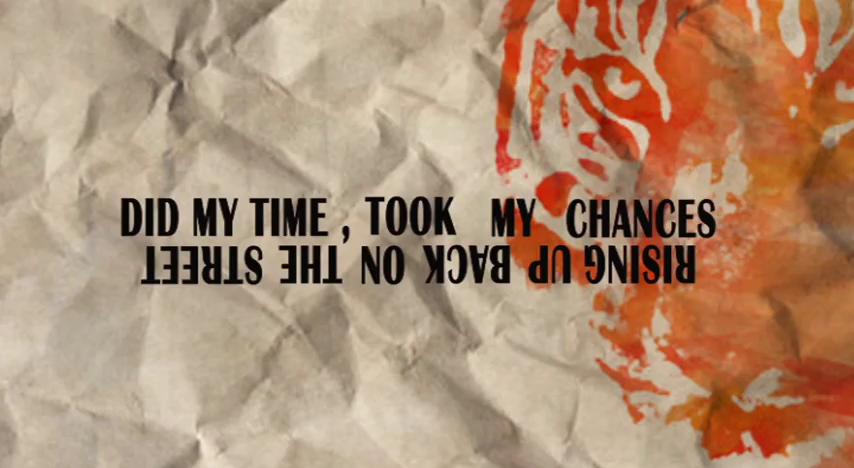 DID MY TIME, TOOK MY CHANCES
RISING UP BACK ON THE STREET